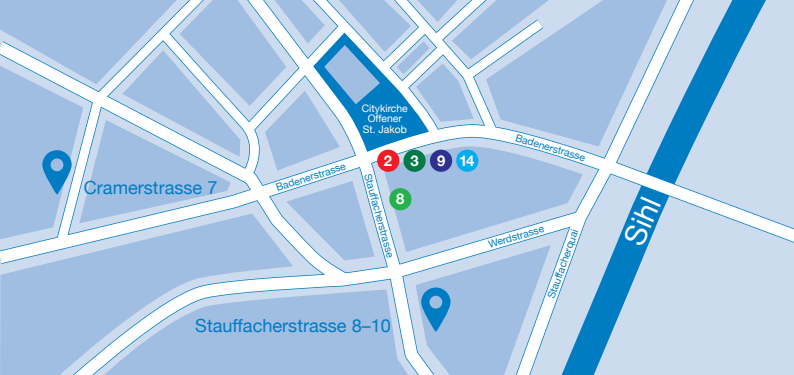 Citykirche
Offener
St. Jakob
Badenerstrasse
2 3 9 14
Cramerstrasse 7
Badenerstrasse
Stauffacherstrasse
8
Sihl
Werdstrasse
Stauffacherquai
Stauffacherstrasse 8–10